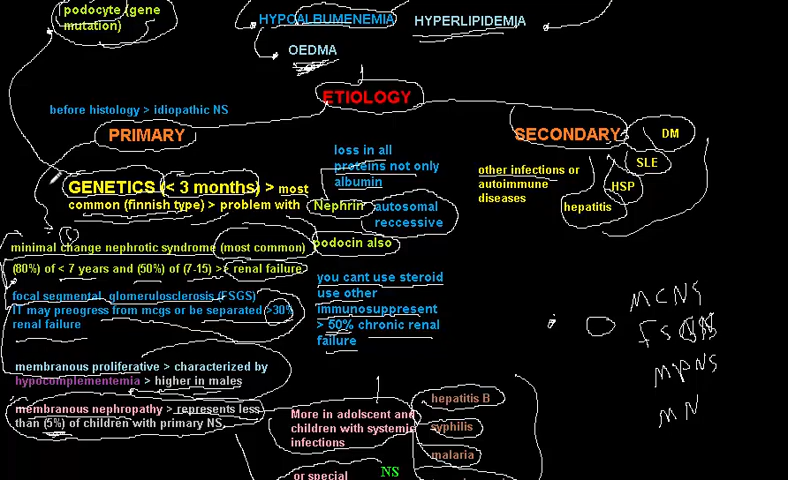 podocyte (gene
mutation)
HYPOALBUMENEMIA
HYPERLIPIDEMIA
OEDMA
ETIOLOGY
before histology > idiopathic NS
PRIMARY
SECONDARY
DM
SLE
HSP
hepatitis
other infections or
autoimmune
diseases
loss in all
proteins not only
albumin
GENETICS (< 3 months) > most
common (finnish type) > problem with
Nephrin
autosomal
reccessive
podocin also
minimal change nephrotic syndrome (most common)
(80%) of < 7 years and (50%) of (7-15) >> renal failure
focal segmental glomerulosclerosis (FSGS)
IT may preogress from mcgs or be separated >30%
renal failure
you cant use steroid
use other
immunosuppresent
> 50% chronic renal
failure
membranous proliferative > characterized by
hypocomplementemia > higher in males
membranous nephropathy > represents less
than (5%) of children with primary NS
More in adolscent and
children with systemic
infections
hepatitis B
syphilis
malaria
or special
NS
MCNS
MPNS
MN